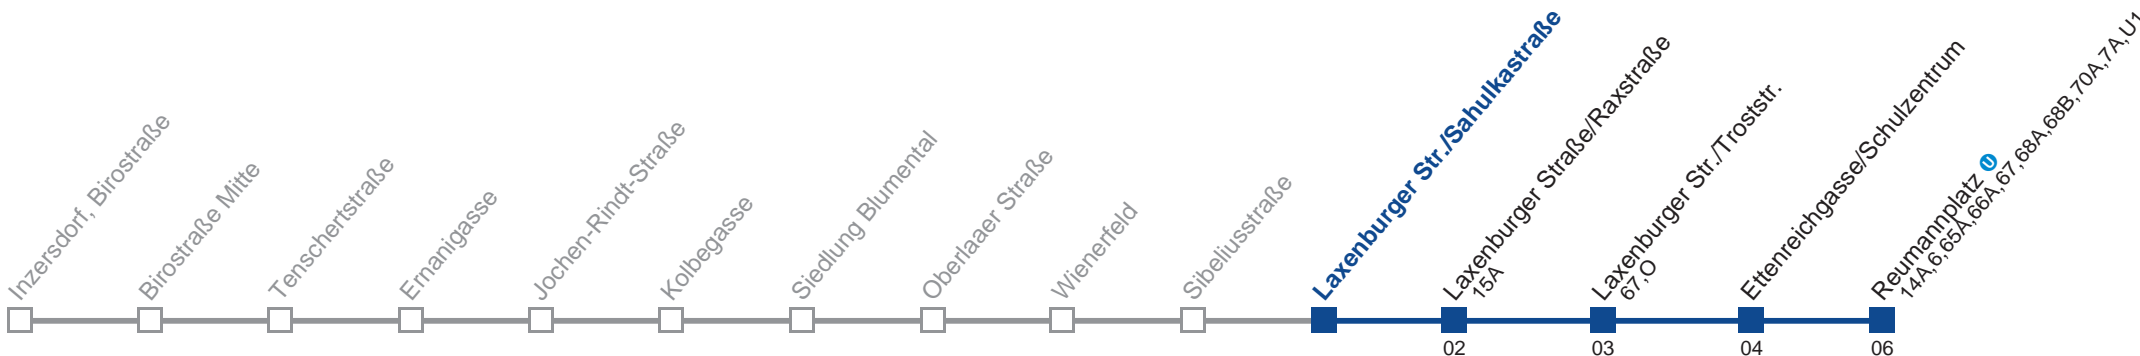 Inzersdorf, Birostraße
Birostraße Mitte
Tenschertstraße
Ernanigasse
Jochen-Rindt-Straße
Kolbegasse
Siedlung Blumental
Oberlaaer Straße
Wienerfeld
Sibeliusstraße
Laxenburger Str./Sahulkastraße
Laxenburger Straße/Raxstraße
15A
Laxenburger Str./Troststr.
67,O
Ettenreichgasse/Schulzentrum
Reumannplatz U
14A,6,65A,66A,67,68A,68B,70A,7A,U1
02
03
04
06